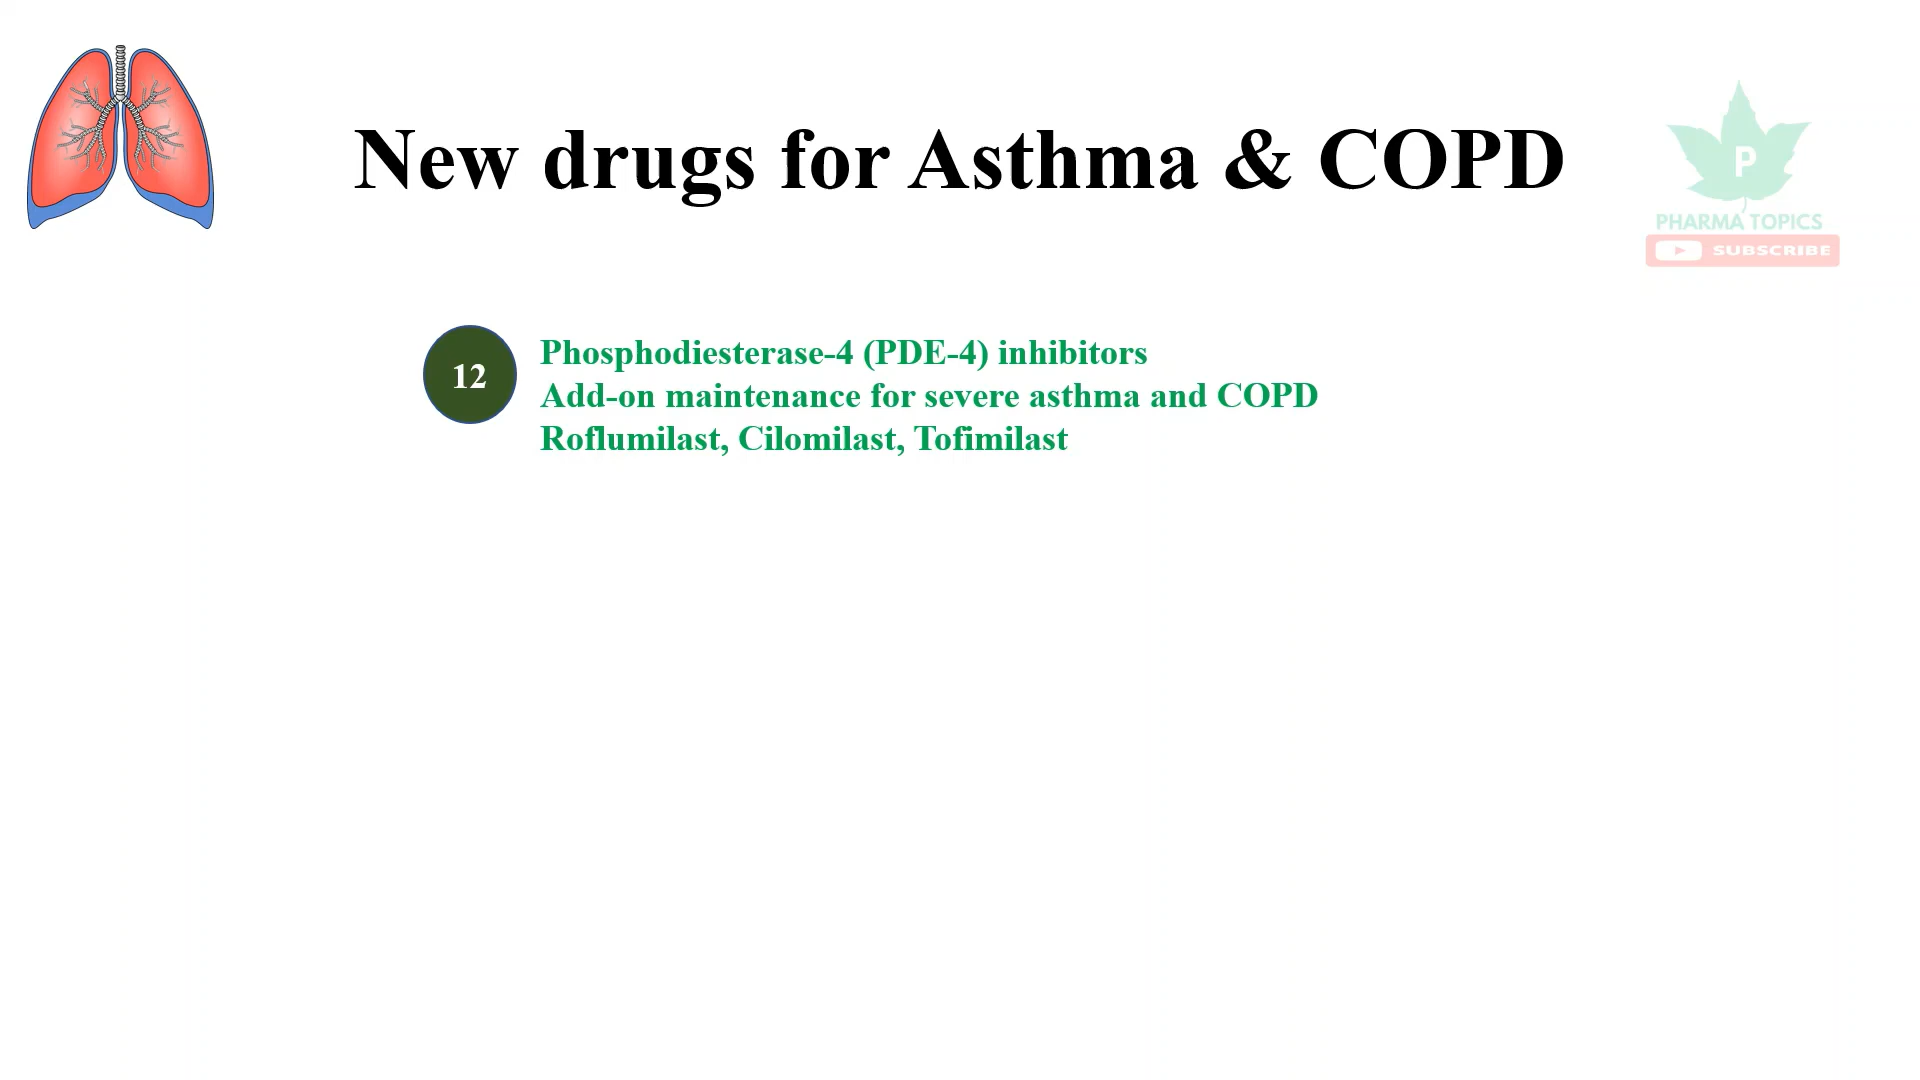 New drugs for Asthma & COPD
P
PHARMA TOPICS
SUBSCRIBE
12
Phosphodiesterase-4 (PDE-4) inhibitors
Add-on maintenance for severe asthma and COPD
Roflumilast, Cilomilast, Tofimilast